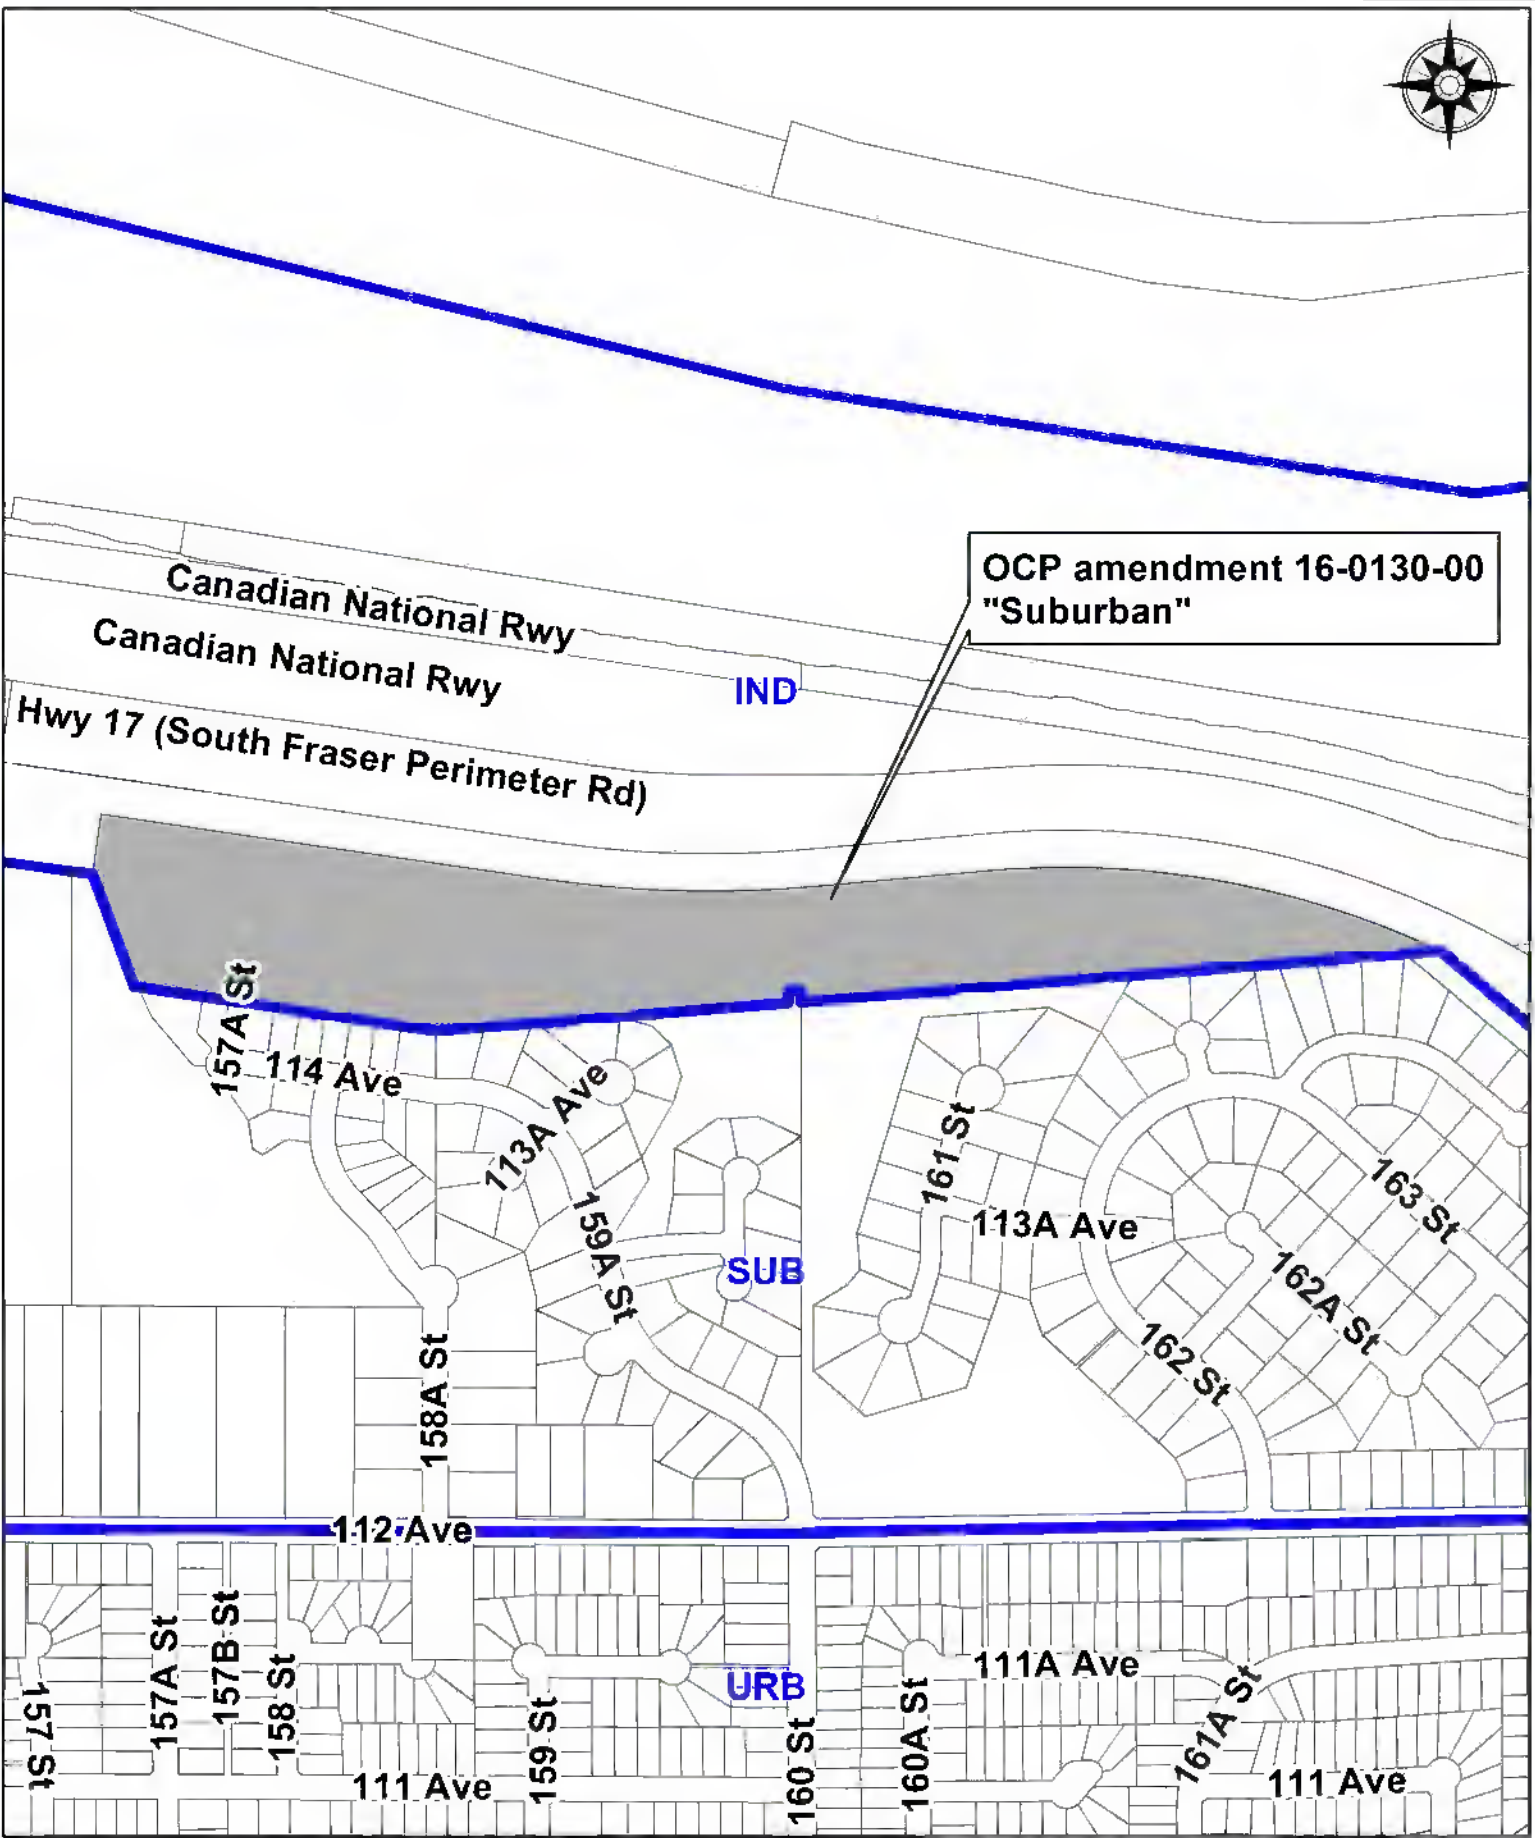 OCP amendment 16-0130-00
"Suburban"
Canadian National Rwy
Canadian National Rwy
IND
Hwy 17 (South Fraser Perimeter Rd)
157A St
114 Ave
113A Ave
161 St
163 St
113A Ave
159A St
SUB
162A St
162 St
158A St
112 Ave
157A St
157B St
158 St
111A Ave
URB
157 St
159 St
160 St
160A St
161A St
111 Ave
111 Ave